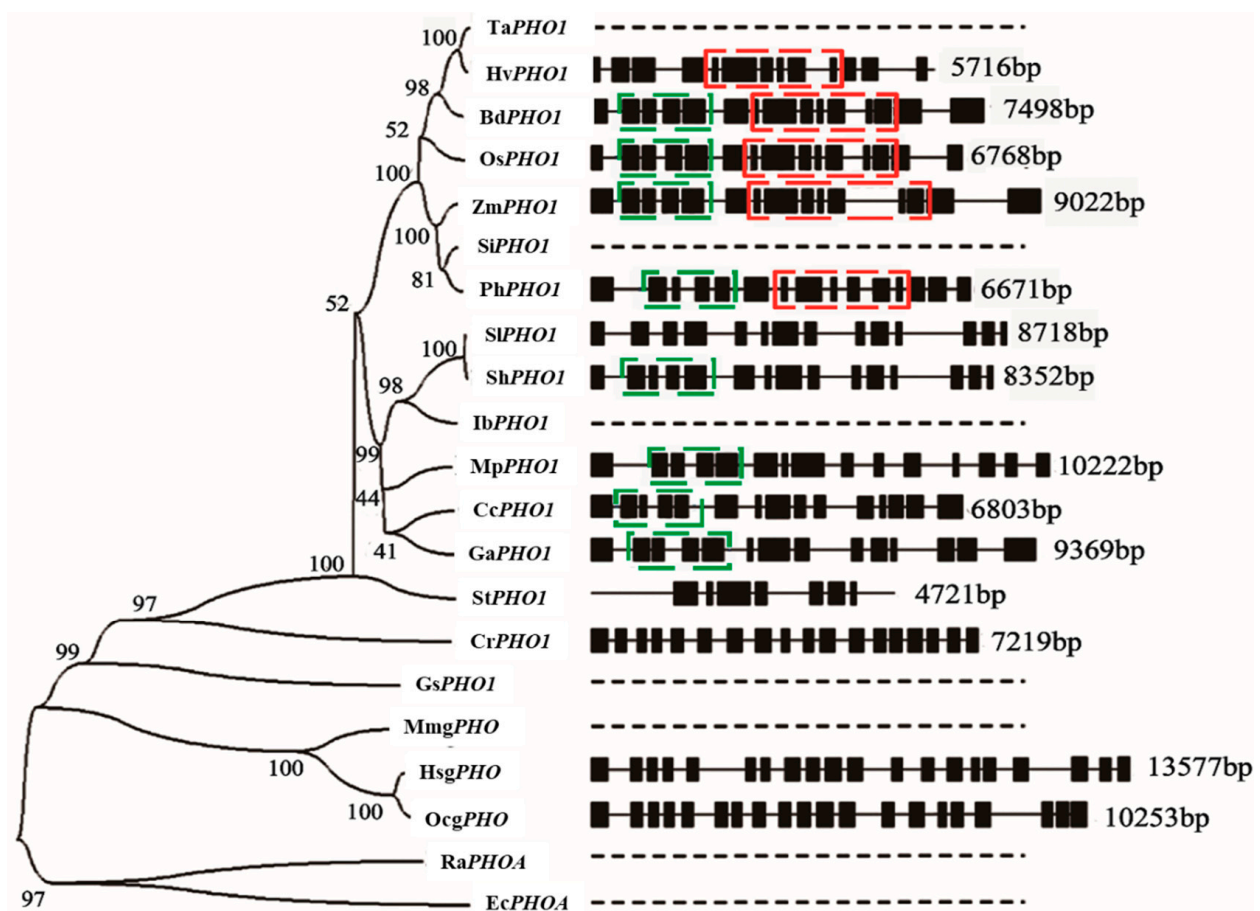 100 TaPHO1
HvPHO1 5716bp
98
BdPHO1 7498bp
52
OsPHO1 6768bp
100
ZmPHO1 9022bp
100
SiPHO1
81
PhPHO1 6671bp
52
SlPHO1 8718bp
100
ShPHO1 8352bp
98
IbPHO1
99
MpPHO1 10222bp
44
CcPHO1 6803bp
41
GaPHO1 9369bp
100
StPHO1 4721bp
97
CrPHO1 7219bp
99
GsPHO1
MmgPHO
100
HsgPHO 13577bp
100
OcgPHO 10253bp
RaPHOA
97
EcPHOA